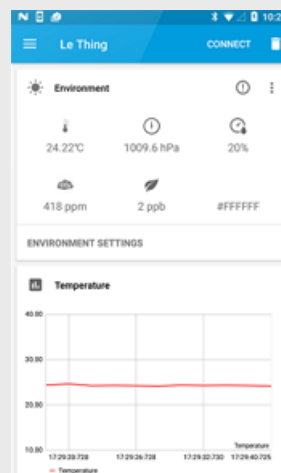 10:2
Le Thing CONNECT
Environment
24.22°C 1009.6 hPa 20%
418 ppm 2 ppb #FFFFFF
ENVIRONMENT SETTINGS
Temperature
40.00
30.00
20.00
10.00
Temperature
17:29:20:728 17:29:26:728 17:29:32:730 17:29:40:725
Temperature